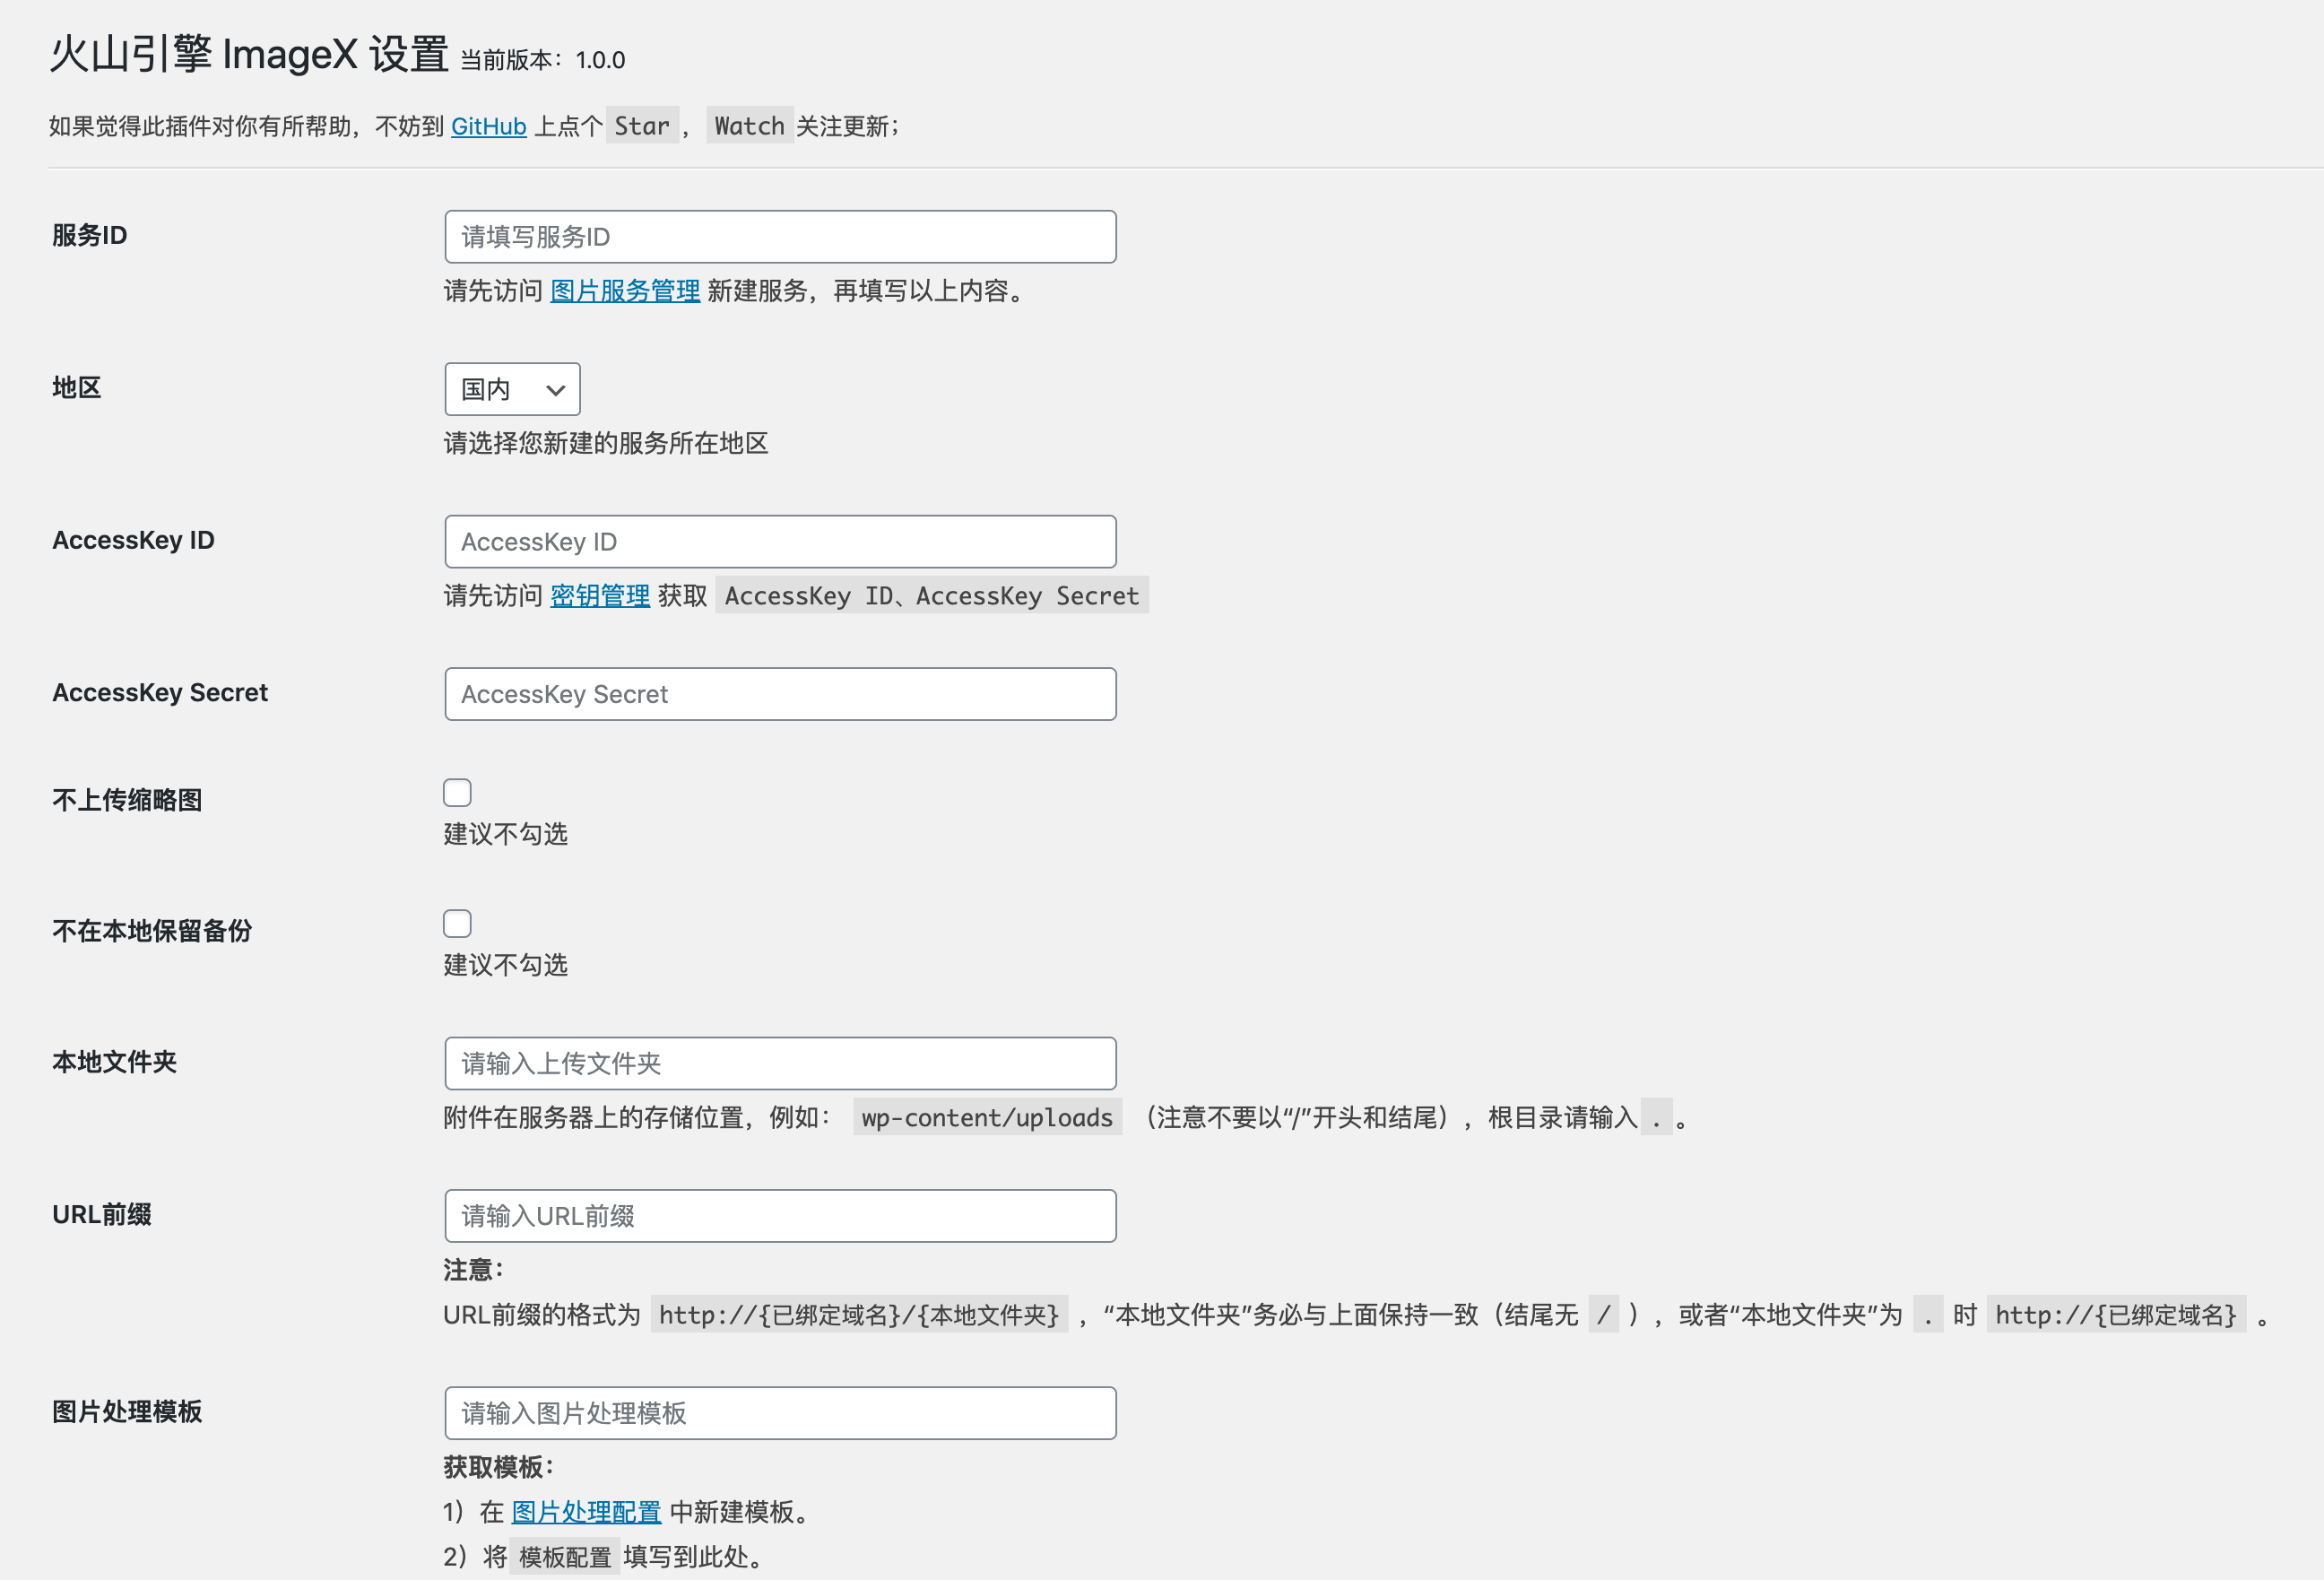 火山引擎 ImageX 设置 当前版本：1.0.0
如果觉得此插件对你有所帮助，不妨到 GitHub 上点个 Star ， Watch 关注更新；
服务ID
请填写服务ID
请先访问 图片服务管理 新建服务，再填写以上内容。
地区
国内
请选择您新建的服务所在地区
AccessKey ID
AccessKey ID
请先访问 密钥管理 获取 AccessKey ID、AccessKey Secret
AccessKey Secret
AccessKey Secret
不上传缩略图
建议不勾选
不在本地保留备份
建议不勾选
本地文件夹
请输入上传文件夹
附件在服务器上的存储位置，例如： wp-content/uploads （注意不要以“/”开头和结尾），根目录请输入 . 。
URL前缀
请输入URL前缀
注意：
URL前缀的格式为 http://{已绑定域名}/{本地文件夹} ，“本地文件夹”务必与上面保持一致（结尾无 / ），或者“本地文件夹”为 . 时 http://{已绑定域名} 。
图片处理模板
请输入图片处理模板
获取模板：
1）在 图片处理配置 中新建模板。
2）将 模板配置 填写到此处。